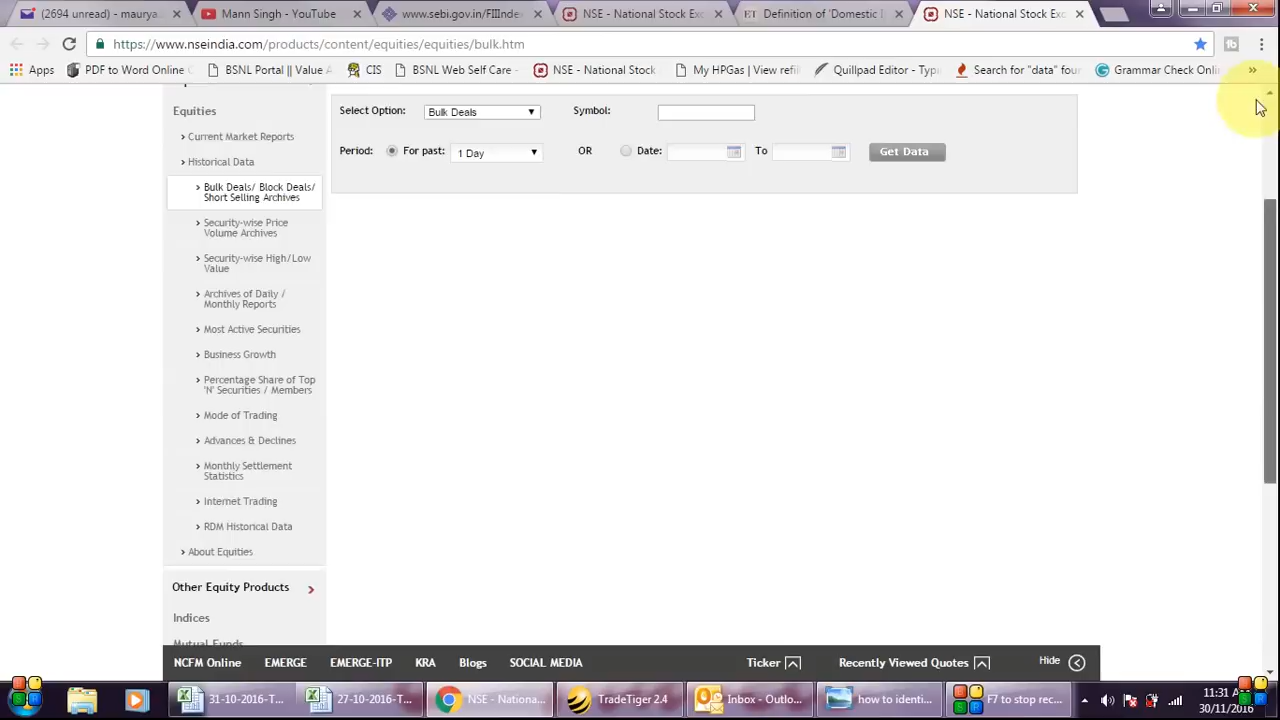 (2694 unread) - maurya
Mann Singh - YouTube
www.sebi.gov.in/FIIIndex
NSE - National Stock Exc
Definition of 'Domestic I
NSE - National Stock Exc
https://www.nseindia.com/products/content/equities/equities/bulk.htm
Apps
PDF to Word Online C
BSNL Portal || Value A
CIS
BSNL Web Self Care -
NSE - National Stock
My HPGas | View refil
Quillpad Editor - Type
Search for "data" foun
Grammar Check Onlin
»
Equities
Current Market Reports
Historical Data
Bulk Deals/ Block Deals/
Short Selling Archives
Security-wise Price
Volume Archives
Security-wise High/Low
Value
Archives of Daily /
Monthly Reports
Most Active Securities
Business Growth
Percentage Share of Top
'N' Securities / Members
Mode of Trading
Advances & Declines
Monthly Settlement
Statistics
Internet Trading
RDM Historical Data
About Equities
Other Equity Products
Indices
Mutual Funds
Select Option: Bulk Deals Symbol:
Period: For past: 1 Day OR Date: To Get Data
NCFM Online EMERGE EMERGE-ITP KRA Blogs SOCIAL MEDIA Ticker Recently Viewed Quotes Hide
31-10-2016-T...
27-10-2016-T...
NSE - Nationa...
TradeTiger 2.4
Inbox - Outlo...
how to identi...
F7 to stop rec...
11:31 A
30/11/2016